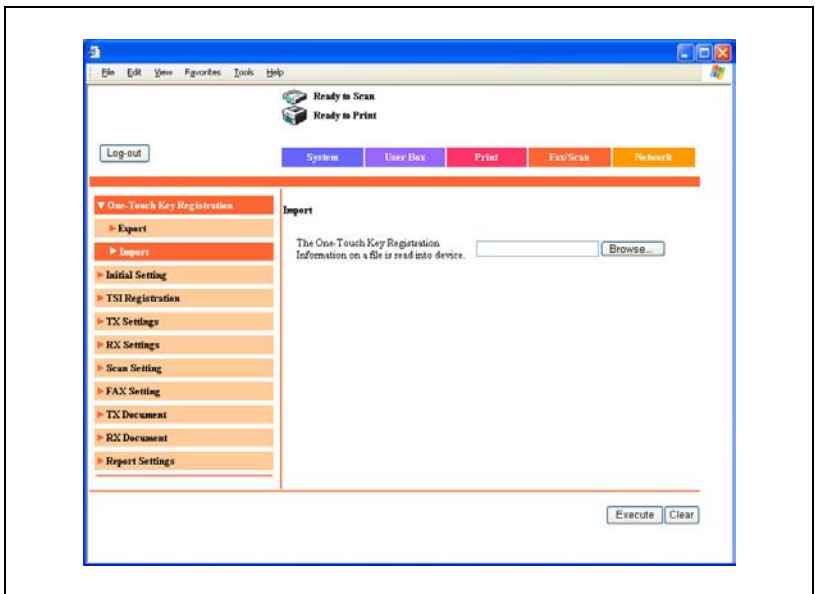 File Edit View Favorites Tools Help
Ready to Scan
Ready to Print
Log-out
System User Box Print Fax/Scan Network
One-Touch Key Registration
Export
Import
Initial Setting
TSI Registration
TX Settings
RX Settings
Scan Setting
FAX Setting
TX Document
RX Document
Report Settings
Import
The One-Touch Key Registration
Information on a file is read into device.
Browse...
Execute Clear